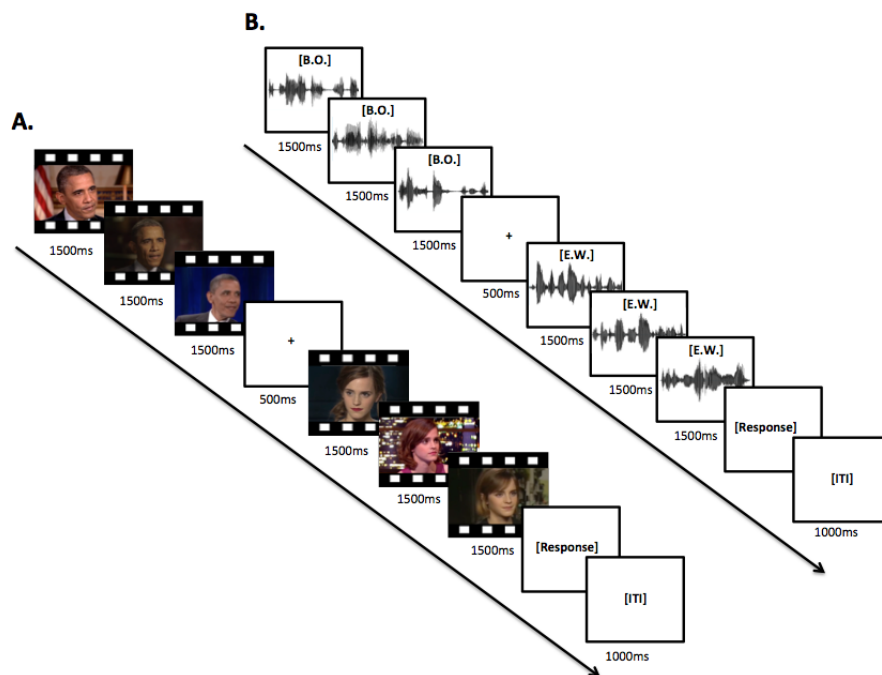 A.
1500ms
1500ms
1500ms
+
500ms
1500ms
1500ms
1500ms
[Response]
[ITI]
1000ms
B.
[B.O.]
1500ms
[B.O.]
1500ms
[B.O.]
1500ms
+
500ms
[E.W.]
1500ms
[E.W.]
1500ms
[E.W.]
1500ms
[Response]
[ITI]
1000ms